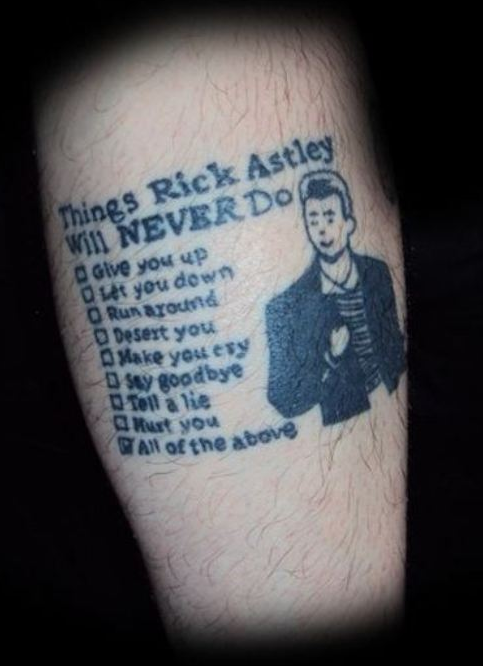 Things Rick Astley
Will NEVER Do
Give you up
Let you down
Run around
Desert you
Make you cry
Say goodbye
Tell a lie
Hurt you
All of the above